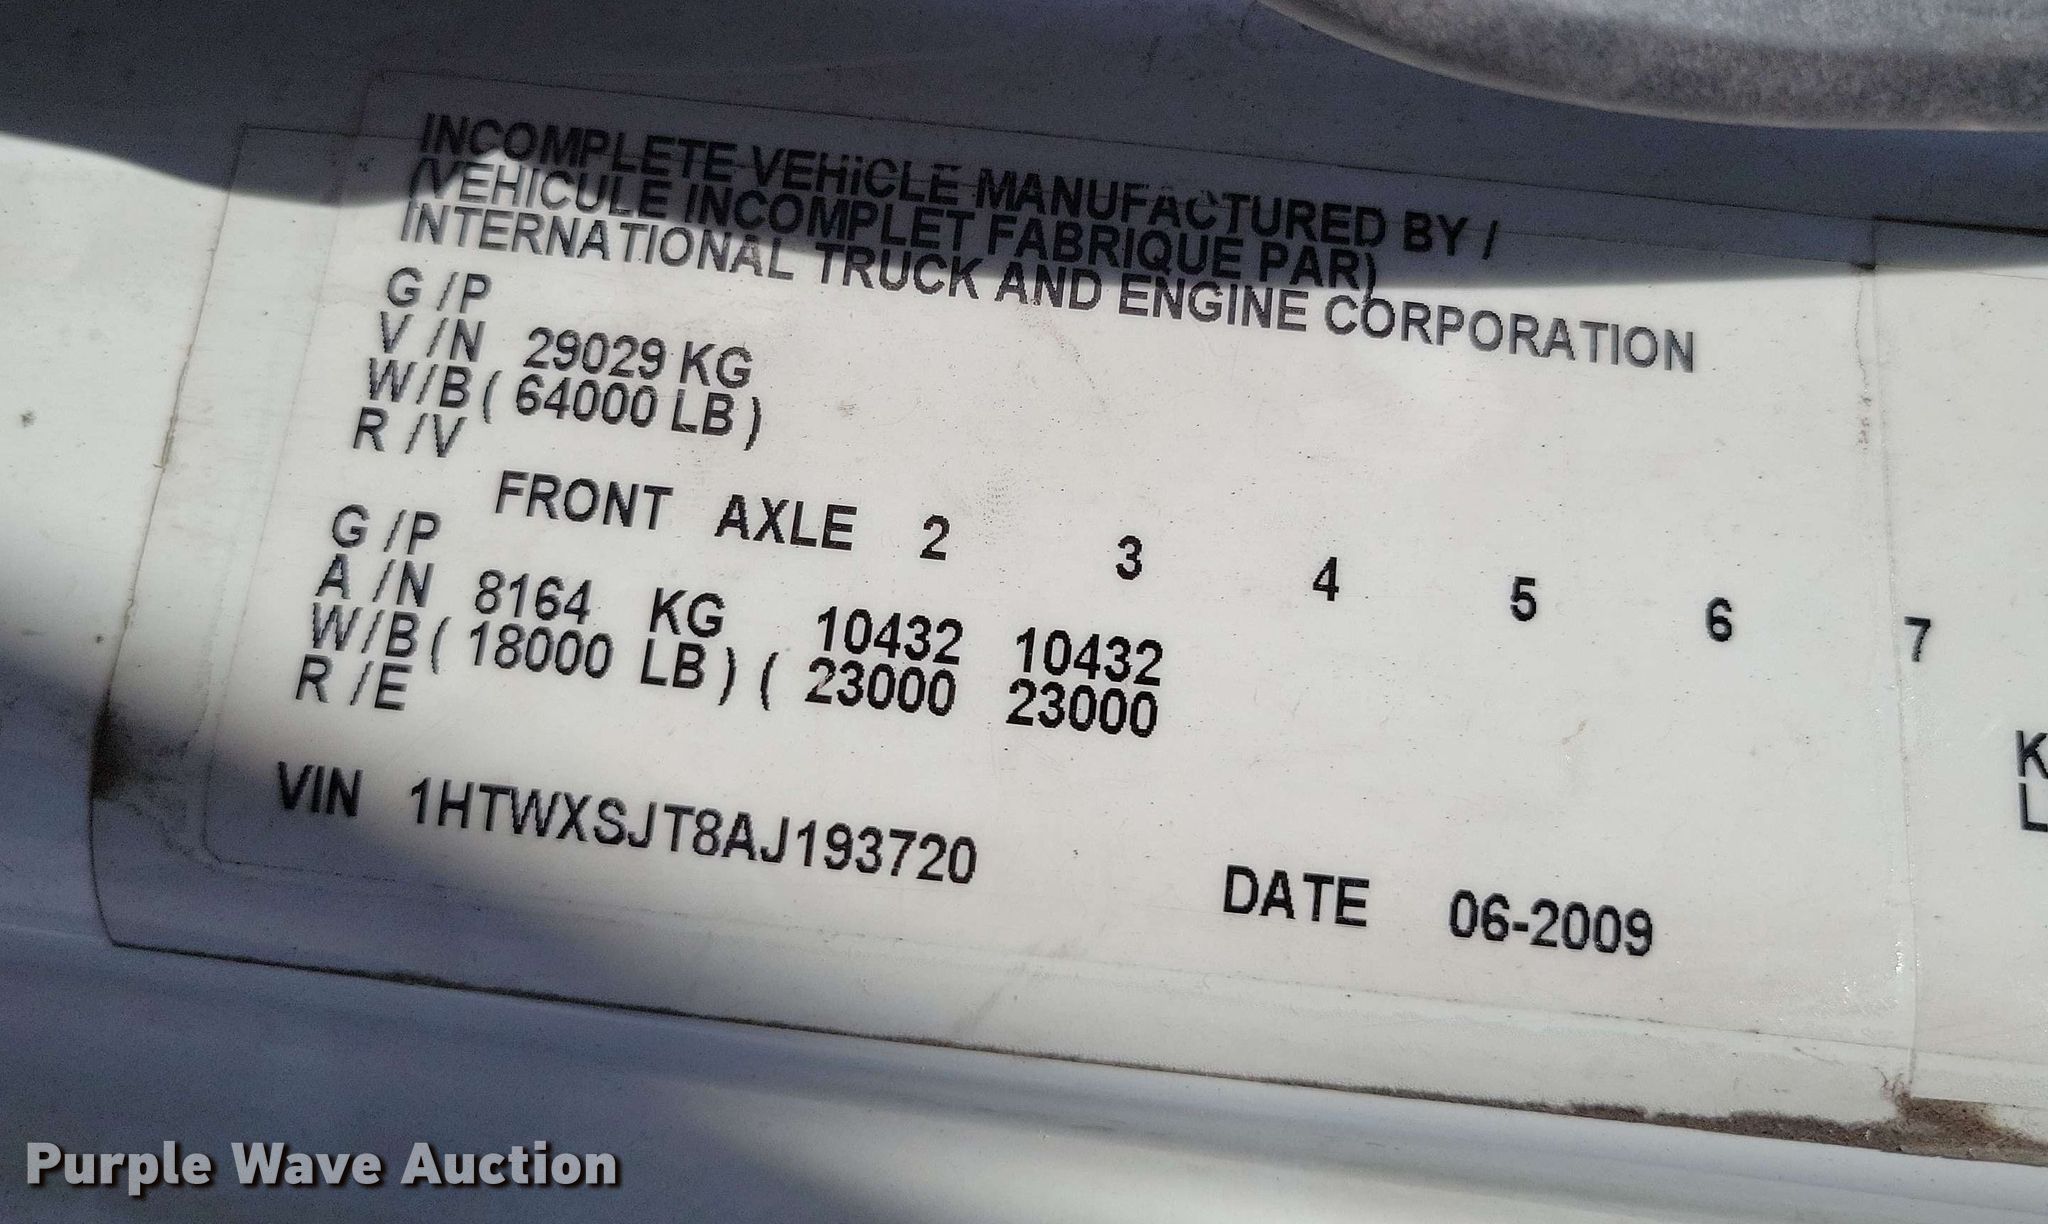 INCOMPLETE VEHiCLE MANUFACTURED BY /
(VEHICULE INCOMPLET FABRIQUE PAR)
INTERNATIONAL TRUCK AND ENGINE CORPORATION
G /P
V /N 29029 KG
W/B ( 64000 LB )
R /V
FRONT AXLE 2 3 4 5 6 7
G /P
A /N 8164 KG 10432 10432
W/B ( 18000 LB ) ( 23000 23000
R /E
VIN 1HTWXSJT8AJ193720
DATE 06-2009
Purple Wave Auction